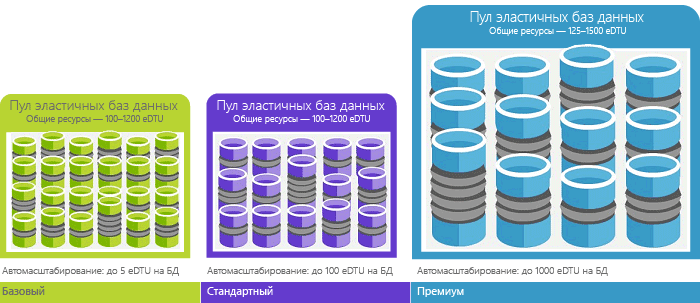 Пул эластичных баз данных
Общие ресурсы — 100–1200 eDTU
Автомасштабирование: до 5 eDTU на БД
Базовый
Пул эластичных баз данных
Общие ресурсы — 100–1200 eDTU
Автомасштабирование: до 100 eDTU на БД
Стандартный
Пул эластичных баз данных
Общие ресурсы — 125–1500 eDTU
Автомасштабирование: до 1000 eDTU на БД
Премиум